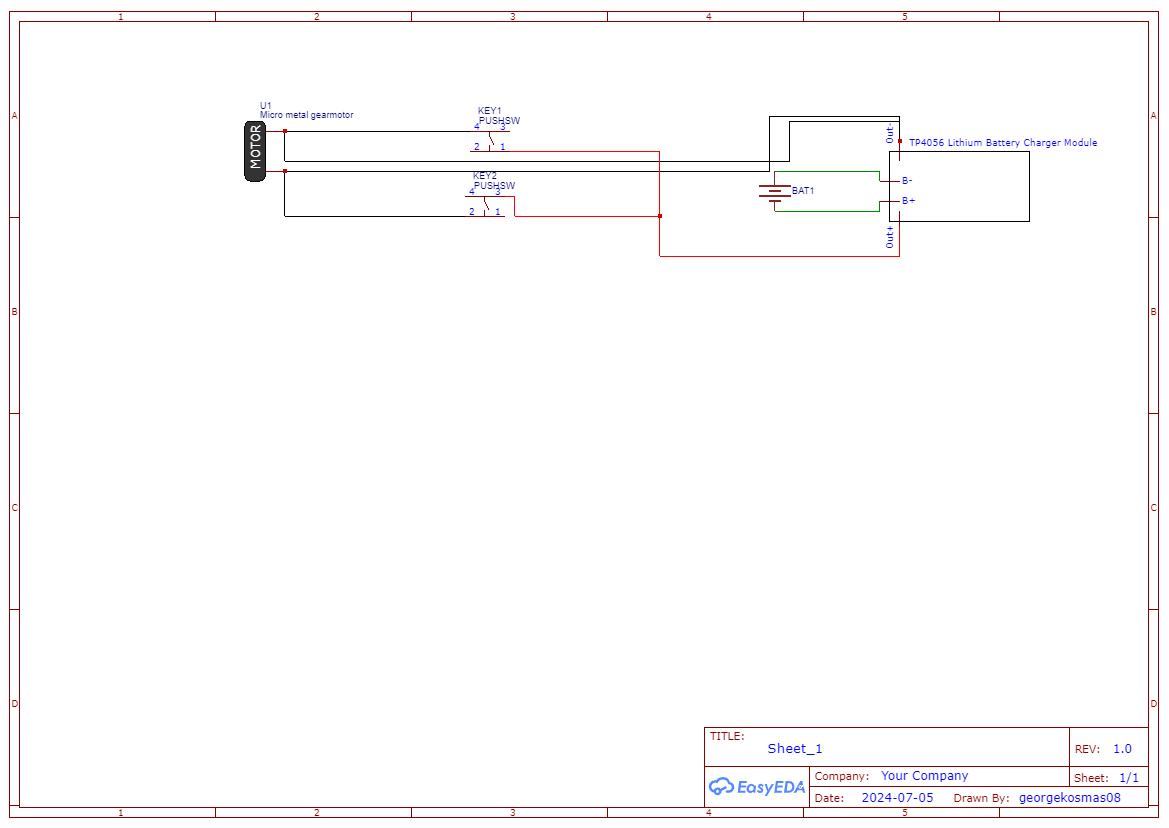 1 2 3 4 5
A A
U1
Micro metal gearmotor
MOTOR
KEY1
PUSHSW
4 3
2 1
KEY2
PUSHSW
4 3
2 1
BAT1
Out-
TP4056 Lithium Battery Charger Module
B-
B+
Out+
B B
C C
D D
TITLE:
Sheet_1
REV: 1.0
EasyEDA
Company: Your Company
Sheet: 1/1
Date: 2024-07-05 Drawn By: georgekosmas08
1 2 3 4 5